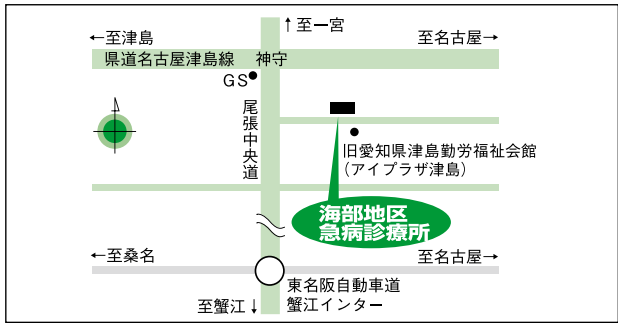 ↑至一宮
←至津島
至名古屋→
県道名古屋津島線 神守
GS
尾張中央道
旧愛知県津島勤労福祉会館
(アイプラザ津島)
海部地区
急病診療所
←至桑名
至名古屋→
東名阪自動車道
蟹江インター
至蟹江↓